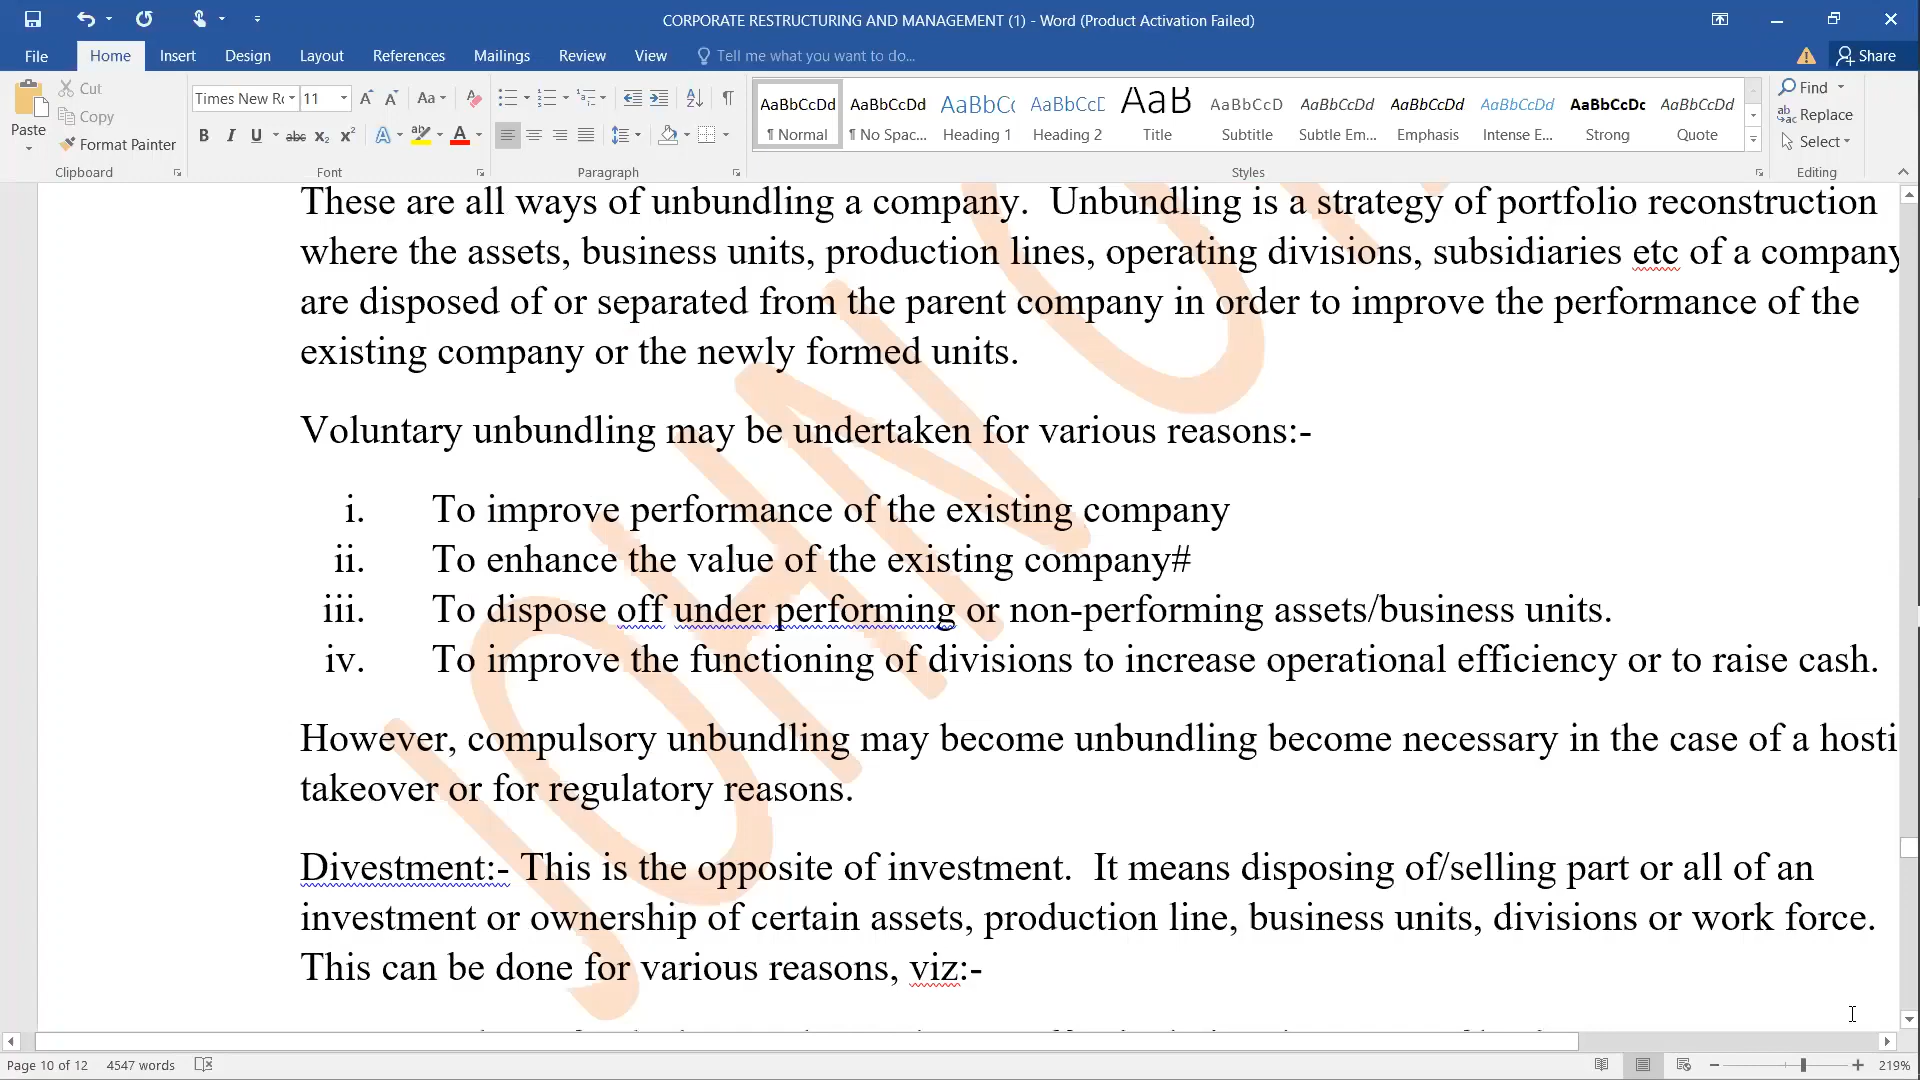 CORPORATE RESTRUCTURING AND MANAGEMENT (1) - Word (Product Activation Failed)
File Home Insert Design Layout References Mailings Review View Tell me what you want to do... Share
Paste Cut Copy Format Painter
Times New Ro 11
AaBbCcDd AaBbCcDd AaBbCc AaBbCcC AaB AaBbCcD AaBbCcDd AaBbCcDd AaBbCcDd AaBbCcDc AaBbCcDd
¶ Normal ¶ No Spac... Heading 1 Heading 2 Title Subtitle Subtle Em... Emphasis Intense E... Strong Quote
Find Replace Select
Clipboard Font Paragraph Styles Editing
These are all ways of unbundling a company. Unbundling is a strategy of portfolio reconstruction
where the assets, business units, production lines, operating divisions, subsidiaries etc of a company
are disposed of or separated from the parent company in order to improve the performance of the
existing company or the newly formed units.
Voluntary unbundling may be undertaken for various reasons:-
i. To improve performance of the existing company
ii. To enhance the value of the existing company#
iii. To dispose off under performing or non-performing assets/business units.
iv. To improve the functioning of divisions to increase operational efficiency or to raise cash.
However, compulsory unbundling may become unbundling become necessary in the case of a hosti
takeover or for regulatory reasons.
Divestment:- This is the opposite of investment. It means disposing of/selling part or all of an
investment or ownership of certain assets, production line, business units, divisions or work force.
This can be done for various reasons, viz:-
JOHN
Page 10 of 12 4547 words 219%